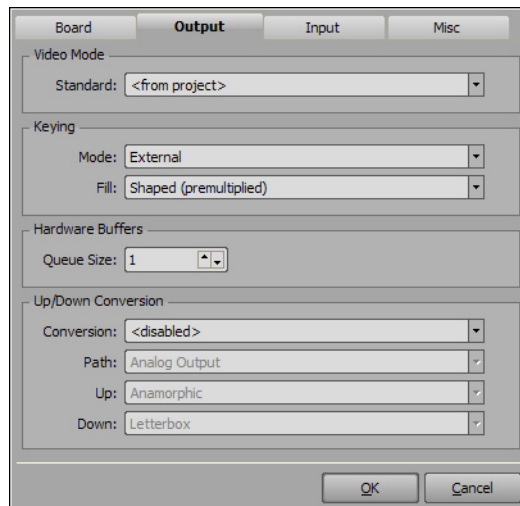 Board Output Input Misc
Video Mode
Standard: <from project>
Keying
Mode: External
Fill: Shaped (premultiplied)
Hardware Buffers
Queue Size: 1
Up/Down Conversion
Conversion: <disabled>
Path: Analog Output
Up: Anamorphic
Down: Letterbox
OK Cancel